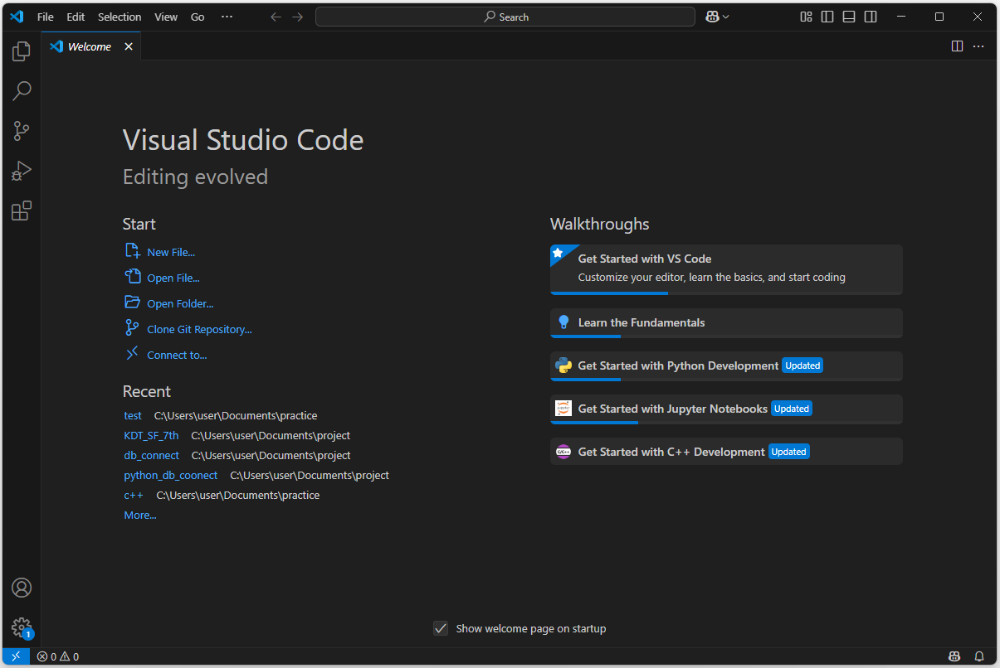 File Edit Selection View Go ··· Search
Welcome
Visual Studio Code
Editing evolved
Start
New File...
Open File...
Open Folder...
Clone Git Repository...
Connect to...
Recent
test C:\Users\user\Documents\practice
KDT_SF_7th C:\Users\user\Documents\project
db_connect C:\Users\user\Documents\project
python_db_coonect C:\Users\user\Documents\project
c++ C:\Users\user\Documents\practice
More...
Walkthroughs
Get Started with VS Code
Customize your editor, learn the basics, and start coding
Learn the Fundamentals
Get Started with Python Development Updated
jupyter Get Started with Jupyter Notebooks Updated
C/C++ Get Started with C++ Development Updated
Show welcome page on startup
1
0 0